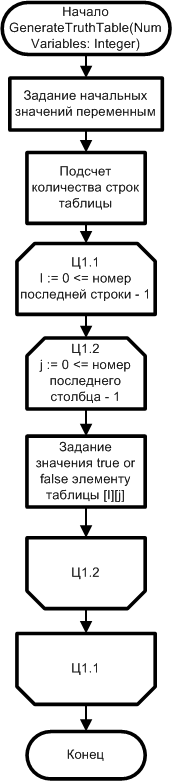 Начало
GenerateTruthTable(Num
Variables: Integer)
Задание начальных
значений переменным
Подсчет
количества строк
таблицы
Ц1.1
I := 0 <= номер
последней строки - 1
Ц1.2
j := 0 <= номер
последнего
столбца - 1
Задание
значения true or
false элементу
таблицы [I][j]
Ц1.2
Ц1.1
Конец